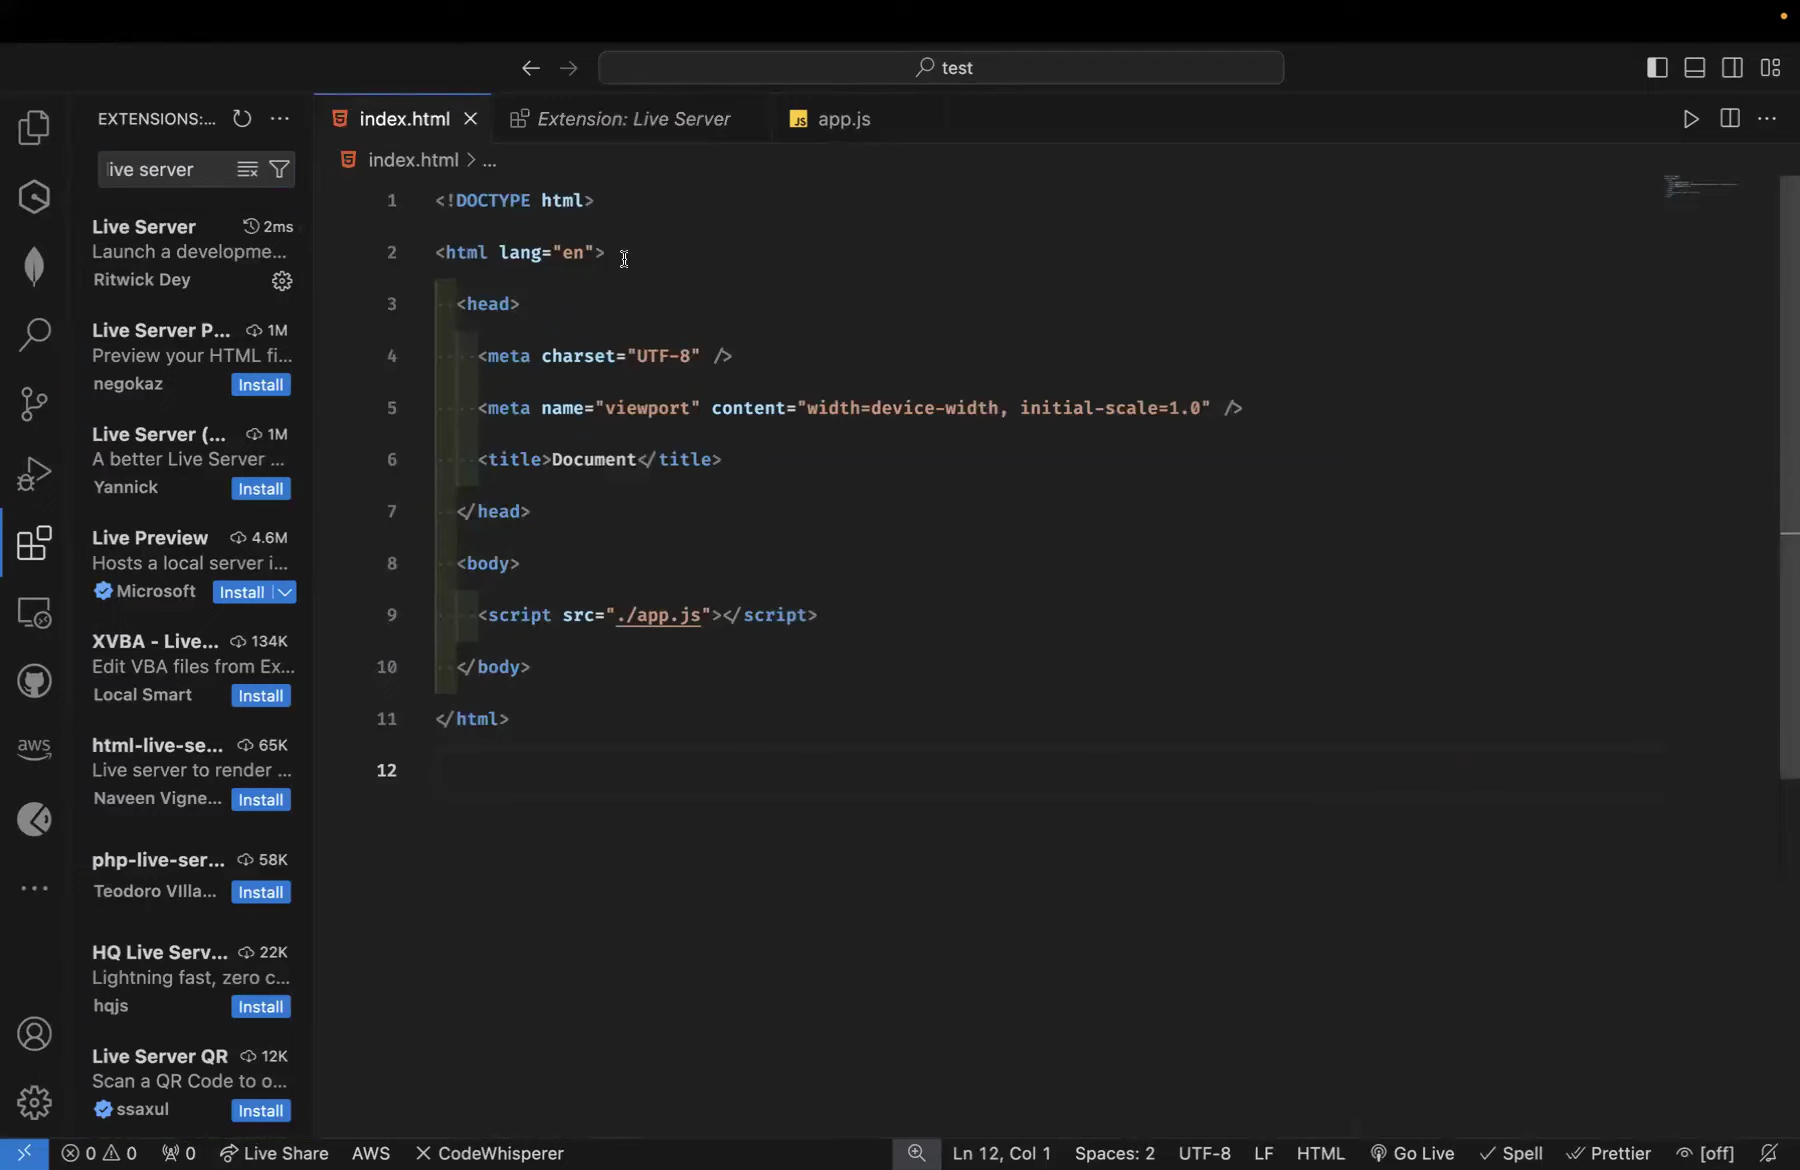 test
EXTENSIONS:...
index.html
Extension: Live Server
JS app.js
live server
index.html > ...
Live Server 2ms
Launch a developme...
Ritwick Dey
Live Server P... 1M
Preview your HTML fi...
negokaz Install
Live Server (... 1M
A better Live Server ...
Yannick Install
Live Preview 4.6M
Hosts a local server i...
Microsoft Install
XVBA - Live... 134K
Edit VBA files from Ex...
Local Smart Install
html-live-se... 65K
Live server to render ...
Naveen Vigne... Install
php-live-ser... 58K
Teodoro VIlla... Install
HQ Live Serv... 22K
Lightning fast, zero c...
hqjs Install
Live Server QR 12K
Scan a QR Code to o...
ssaxul Install
1 <!DOCTYPE html>
2 <html lang="en">
3 <head>
4 <meta charset="UTF-8" />
5 <meta name="viewport" content="width=device-width, initial-scale=1.0" />
6 <title>Document</title>
7 </head>
8 <body>
9 <script src="./app.js"></script>
10 </body>
11 </html>
12
aws
0 0 0 Live Share AWS CodeWhisperer Ln 12, Col 1 Spaces: 2 UTF-8 LF HTML Go Live Spell Prettier [off]